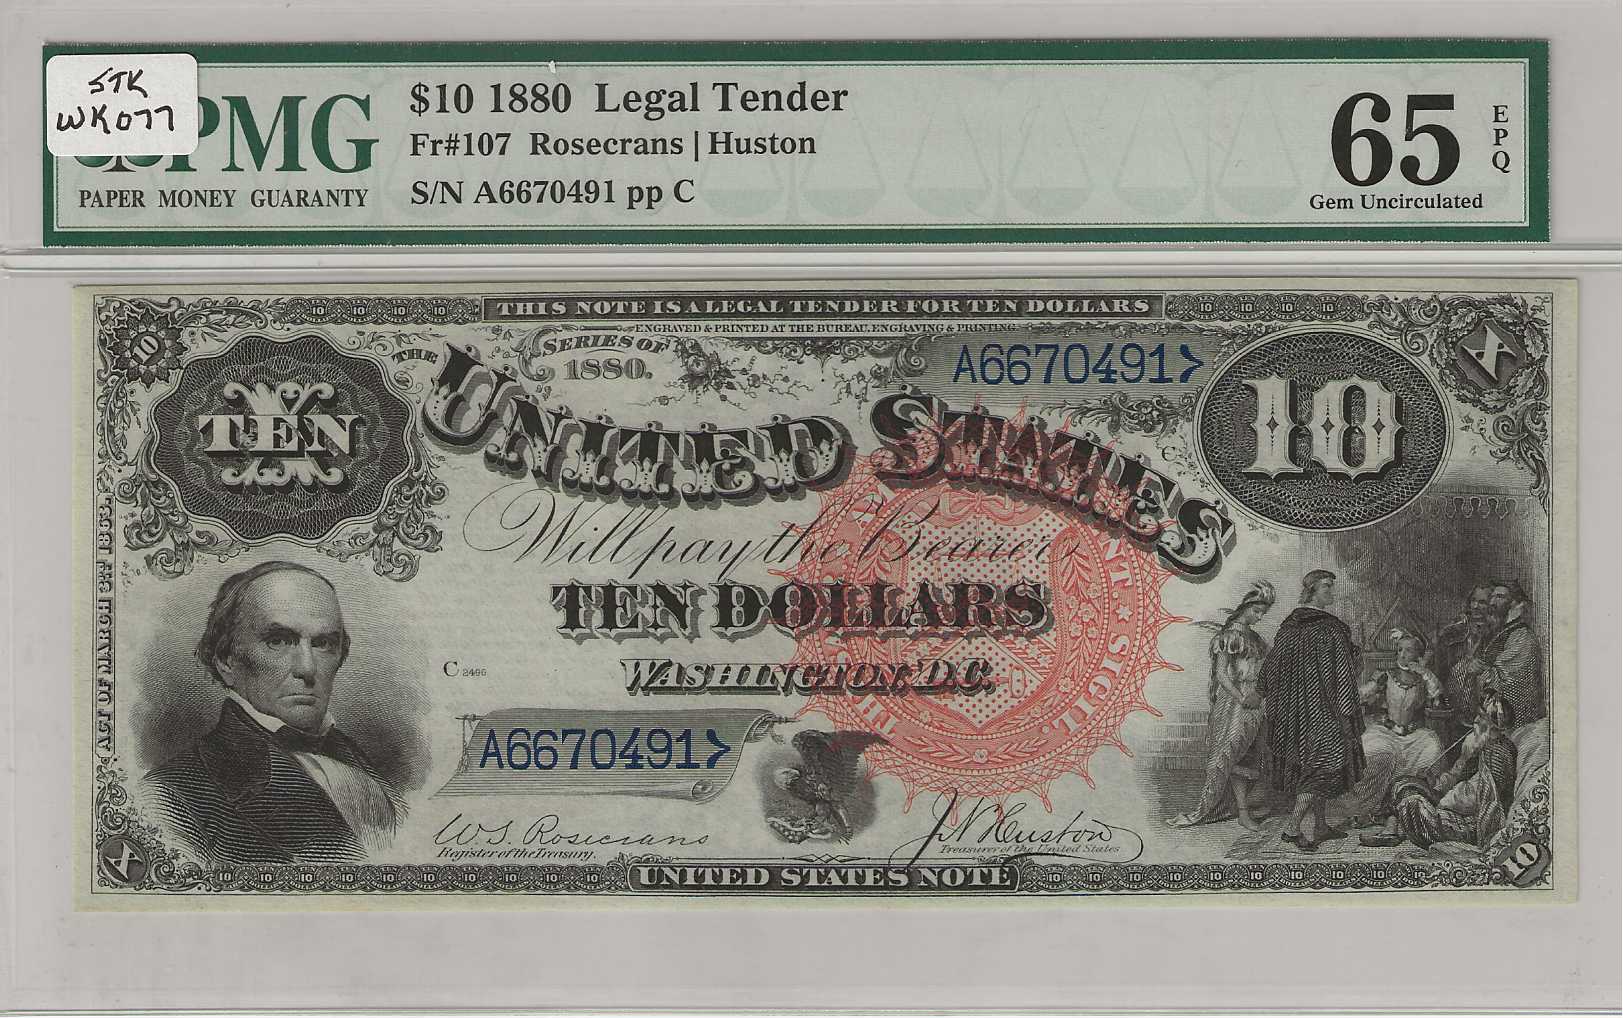 STK
WK077
PMG
PAPER MONEY GUARANTY
$10 1880 Legal Tender
Fr#107 Rosecrans | Huston
S/N A6670491 pp C
65
EPQ
Gem Uncirculated
THIS NOTE IS A LEGAL TENDER FOR TEN DOLLARS
ENGRAVED & PRINTED AT THE BUREAU, ENGRAVING & PRINTING.
10
SERIES OF
1880.
A6670491
X
TEN
THE
UNITED STATES
10
Will pay the Bearer
TEN DOLLARS
WASHINGTON, D.C.
ACT OF MARCH 3RD 1863.
C 2496
A6670491
W.S. Rosecrans
Register of the Treasury.
J N Huston
Treasurer of the United States
X
UNITED STATES NOTE
10